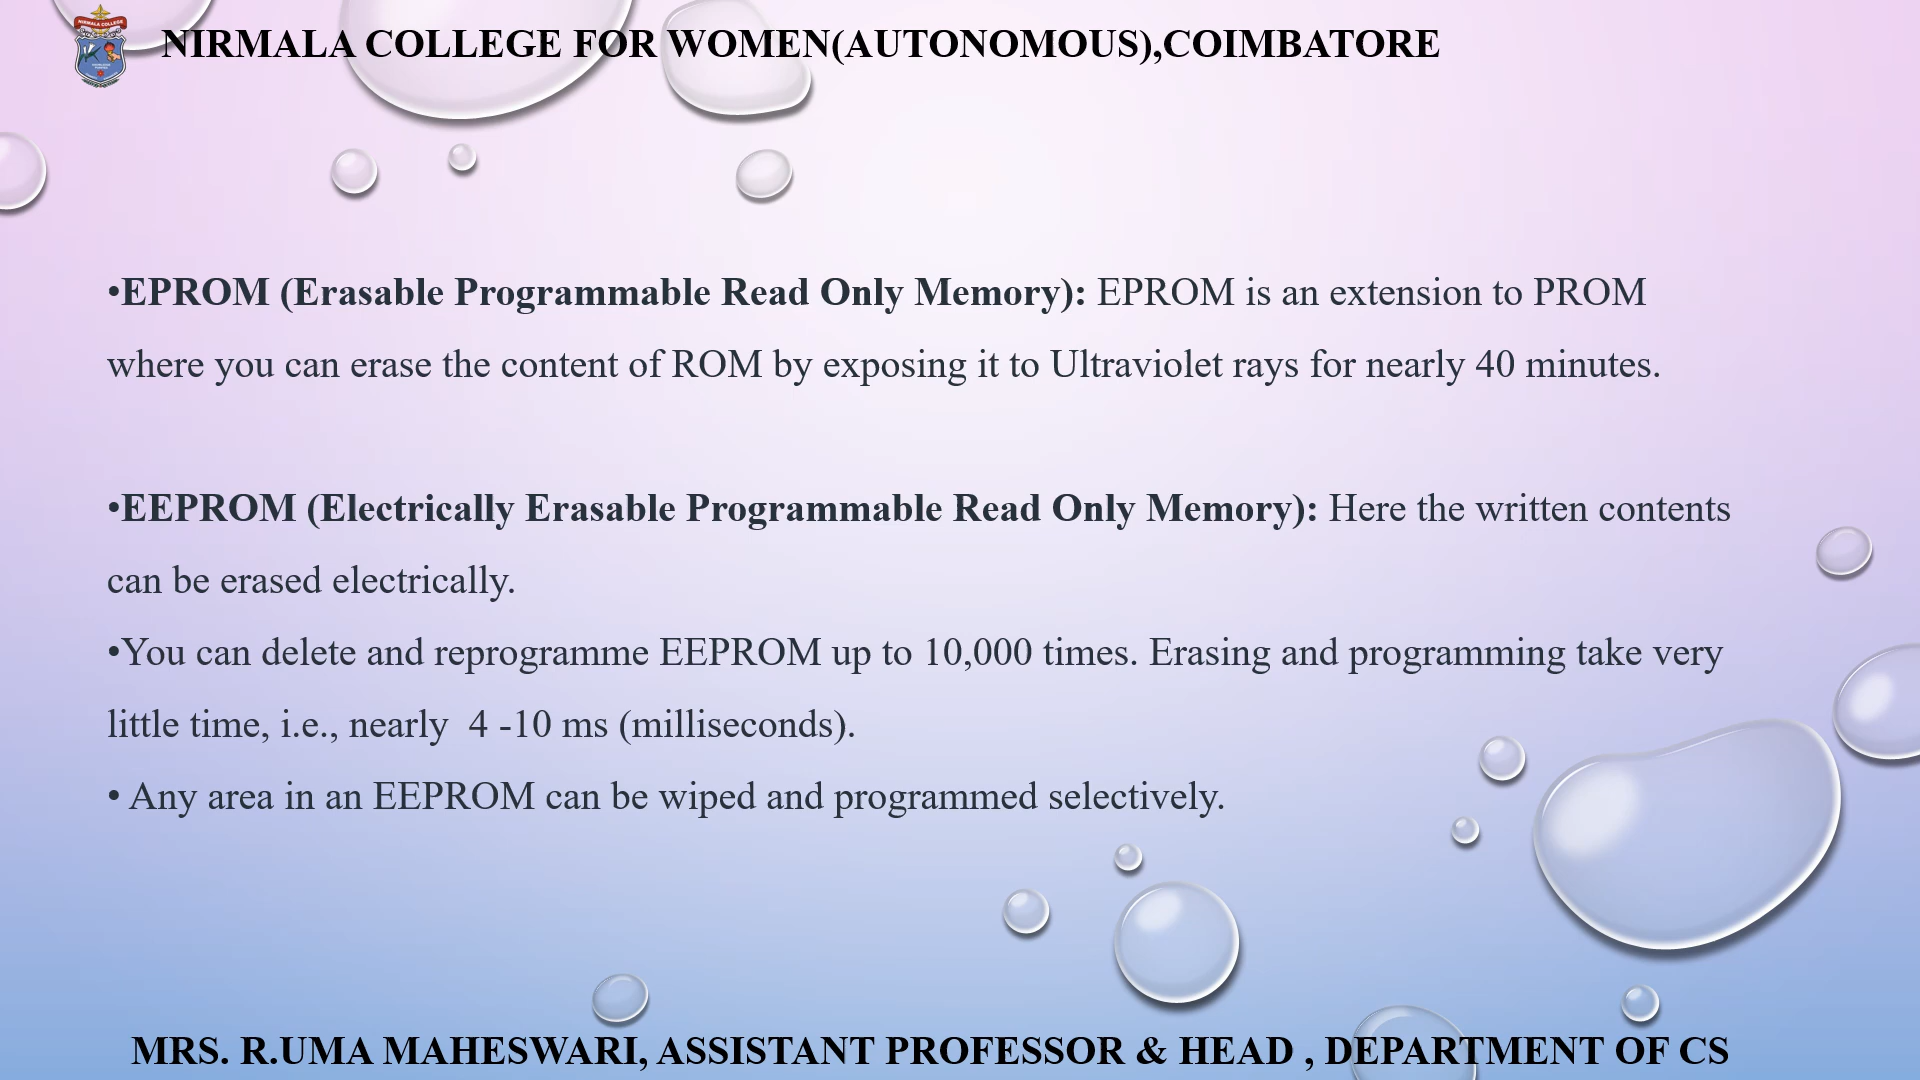 NIRMALA COLLEGE
NIRMALA COLLEGE FOR WOMEN(AUTONOMOUS),COIMBATORE
•EPROM (Erasable Programmable Read Only Memory): EPROM is an extension to PROM
where you can erase the content of ROM by exposing it to Ultraviolet rays for nearly 40 minutes.
•EEPROM (Electrically Erasable Programmable Read Only Memory): Here the written contents
can be erased electrically.
•You can delete and reprogramme EEPROM up to 10,000 times. Erasing and programming take very
little time, i.e., nearly  4 -10 ms (milliseconds).
• Any area in an EEPROM can be wiped and programmed selectively.
MRS. R.UMA MAHESWARI, ASSISTANT PROFESSOR & HEAD , DEPARTMENT OF CS